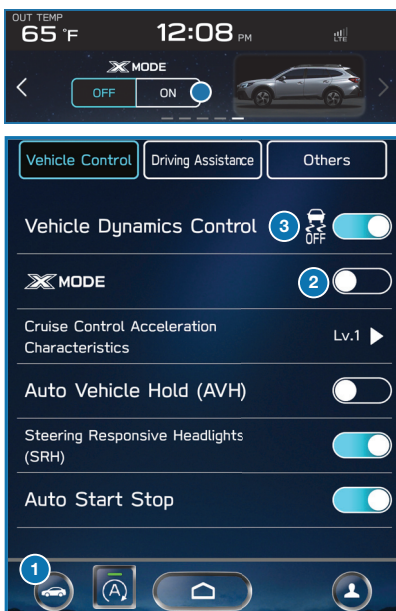 OUT TEMP
65 °F
12:08 PM
LTE
X MODE
OFF ON
Vehicle Control Driving Assistance Others
Vehicle Dynamics Control 3 OFF
X MODE 2
Cruise Control Acceleration
Characteristics
Lv.1
Auto Vehicle Hold (AVH)
Steering Responsive Headlights
(SRH)
Auto Start Stop
1
A